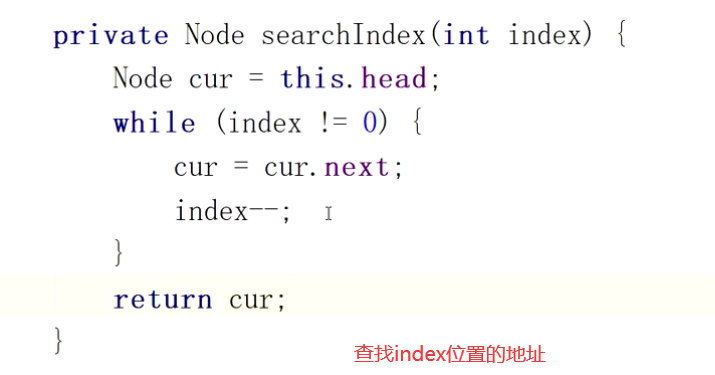 private Node searchIndex(int index) {
    Node cur = this.head;
    while (index != 0) {
        cur = cur.next;
        index--;
    }
    return cur;
}
查找index位置的地址